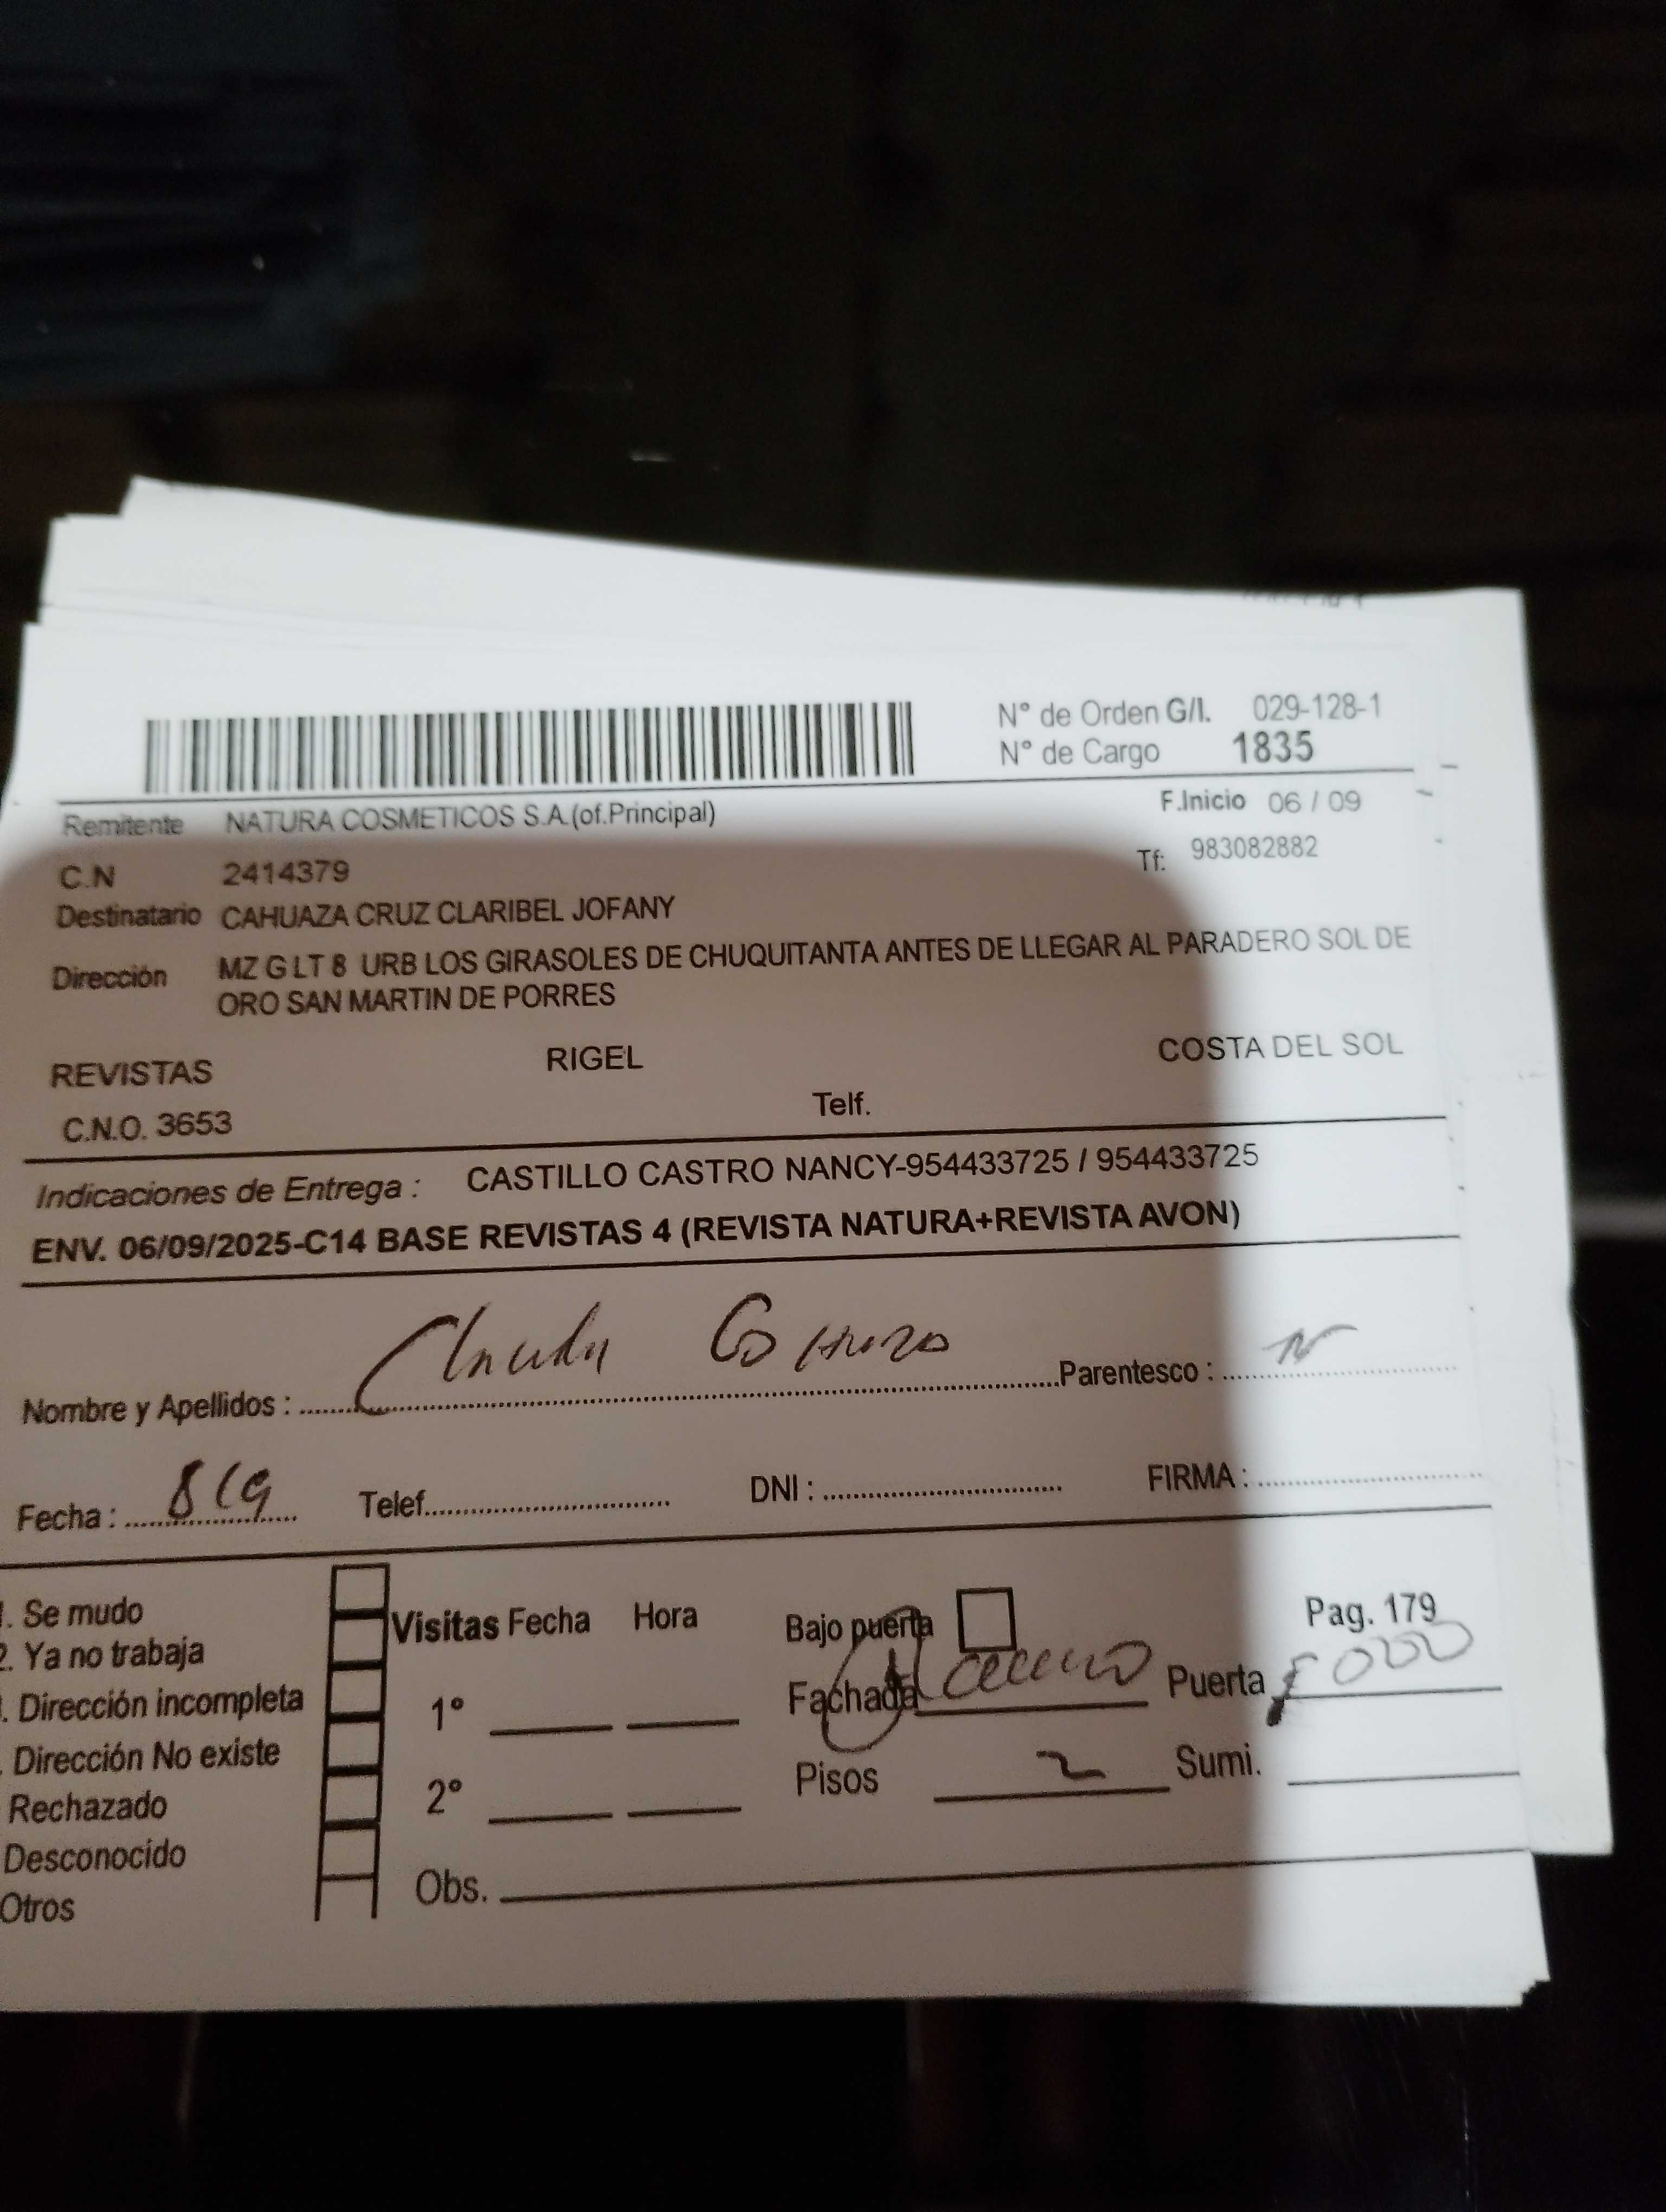 N° de Orden G/I. 029-128-1
N° de Cargo 1835
Remitente NATURA COSMETICOS S.A.(of.Principal) F.Inicio 06 / 09
C.N 2414379 Tf: 983082882
Destinatario CAHUAZA CRUZ CLARIBEL JOFANY
Dirección MZ G LT 8 URB LOS GIRASOLES DE CHUQUITANTA ANTES DE LLEGAR AL PARADERO SOL DE
ORO SAN MARTIN DE PORRES
REVISTAS RIGEL COSTA DEL SOL
C.N.O. 3653 Telf.
Indicaciones de Entrega : CASTILLO CASTRO NANCY-954433725 / 954433725
ENV. 06/09/2025-C14 BASE REVISTAS 4 (REVISTA NATURA+REVISTA AVON)
Nombre y Apellidos : Parentesco :
Fecha : 8/9 Telef. DNI : FIRMA :
. Se mudo Visitas Fecha Hora Bajo puerta Pag. 179
2. Ya no trabaja
. Dirección incompleta 1° Fachada Puerta
. Dirección No existe
Rechazado 2° Pisos 2 Sumi.
Desconocido
Otros Obs.